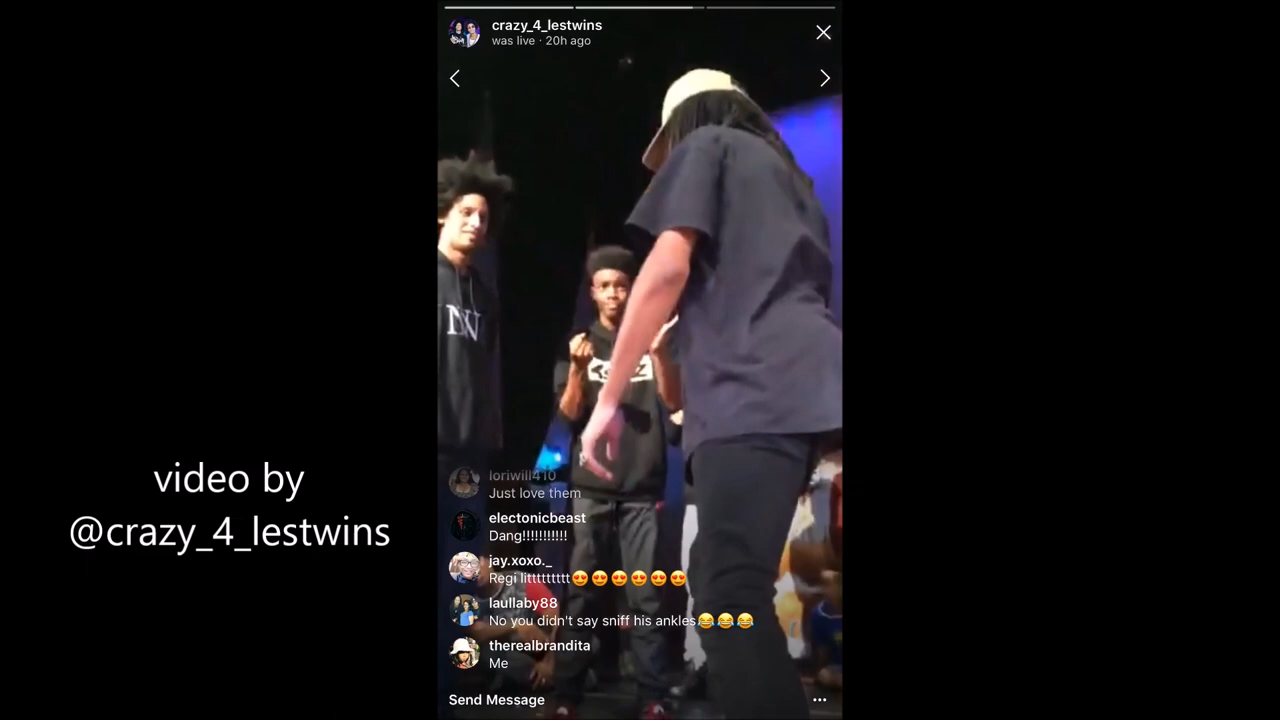 crazy_4_lestwins
was live · 20h ago
video by
@crazy_4_lestwins
loriwill410
Just love them
electonicbeast
Dang!!!!!!!!!!!
jay.xoxo._
Regi litttttttttt😍😍😍😍😍😍
laullaby88
No you didn't say sniff his ankles😂😂😂
therealbrandita
Me
Send Message